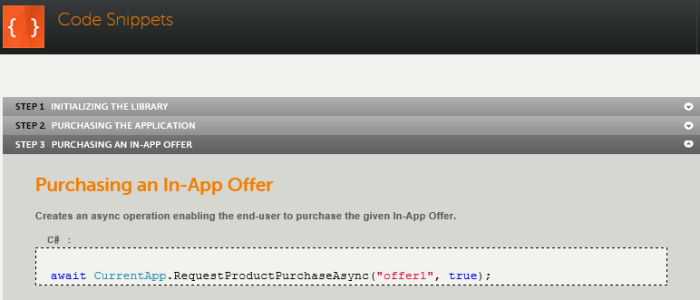 { }
Code Snippets
STEP 1 INITIALIZING THE LIBRARY
STEP 2 PURCHASING THE APPLICATION
STEP 3 PURCHASING AN IN-APP OFFER
Purchasing an In-App Offer
Creates an async operation enabling the end-user to purchase the given In-App Offer.
C# :
await CurrentApp.RequestProductPurchaseAsync("offer1", true);